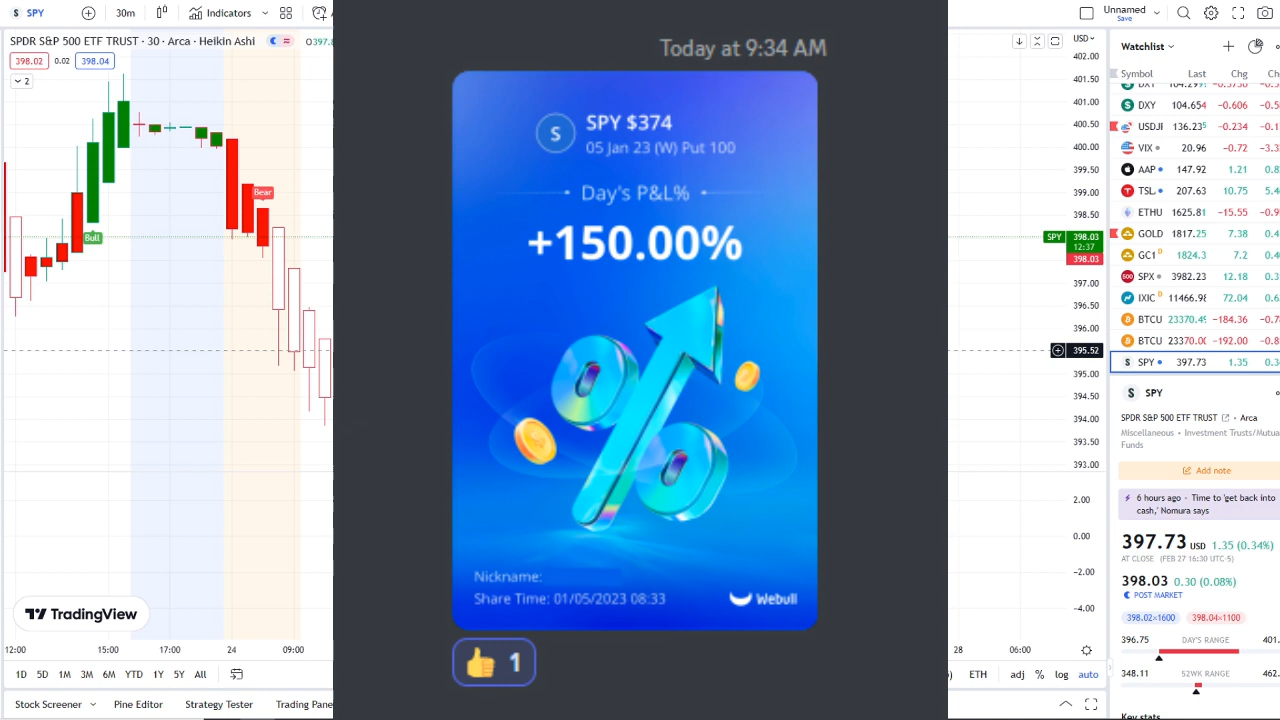 SPY
30m
Indicators
Unnamed
Save
SPDR S&P 500 ETF TRUST · 30 · Arca · Heikin Ashi
O397.8
398.02
0.02
398.04
2
Bull
Bear
TradingView
12:00
15:00
17:00
24
09:00
1D 5D 1M 3M 6M YTD 1Y 5Y All
Stock Screener
Pine Editor
Strategy Tester
Trading Pane
Today at 9:34 AM
S
SPY $374
05 Jan 23 (W) Put 100
Day's P&L%
+150.00%
Nickname:
Share Time: 01/05/2023 08:33
Webull
1
USD
402.00
401.50
401.00
400.50
400.00
399.50
399.00
398.50
SPY 398.03
12:37
398.03
397.00
396.50
396.00
395.52
395.00
394.50
394.00
393.50
393.00
2.00
0.00
−2.00
−4.00
28
06:00
ETH
adj % log auto
Watchlist
Symbol Last Chg Ch
DXY 104.654 −0.606
USDJ 136.235 −0.234
VIX 20.96 −0.72
AAP 147.92 1.21
TSL 207.63 10.75
ETHU 1625.81 −15.55
GOLD 1817.25 7.38
GC1 D 1824.3 7.2
SPX 3982.23 12.18
IXIC D 11466.98 72.04
BTCU 23370.49 −184.36
BTCU 23370.00 −192.00
SPY 397.73 1.35
SPY
SPDR S&P 500 ETF TRUST · Arca
Miscellaneous · Investment Trusts/Mutua
Funds
Add note
6 hours ago · Time to 'get back into
cash,' Nomura says
397.73 USD 1.35 (0.34%)
AT CLOSE (FEB 27 16:30 UTC-5)
398.03 0.30 (0.08%)
POST MARKET
398.02×1600 398.04×1100
396.75 DAY'S RANGE 401.
348.11 52WK RANGE 462.
Key stats